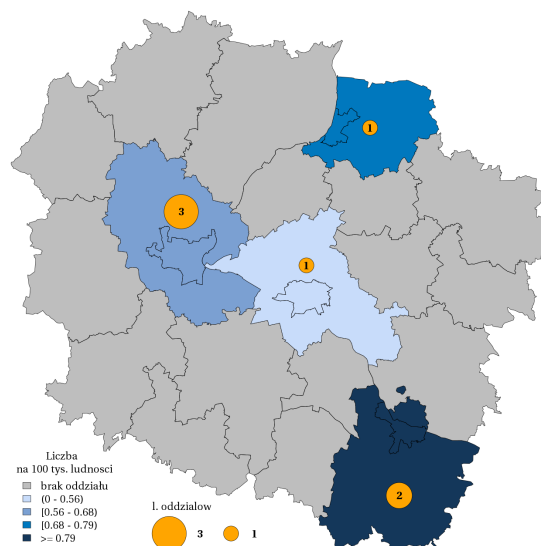 1
3
1
2
Liczba
na 100 tys. ludnosci
brak oddziału
(0 - 0.56)
[0.56 - 0.68)
[0.68 - 0.79)
>= 0.79
l. oddzialow
3 1